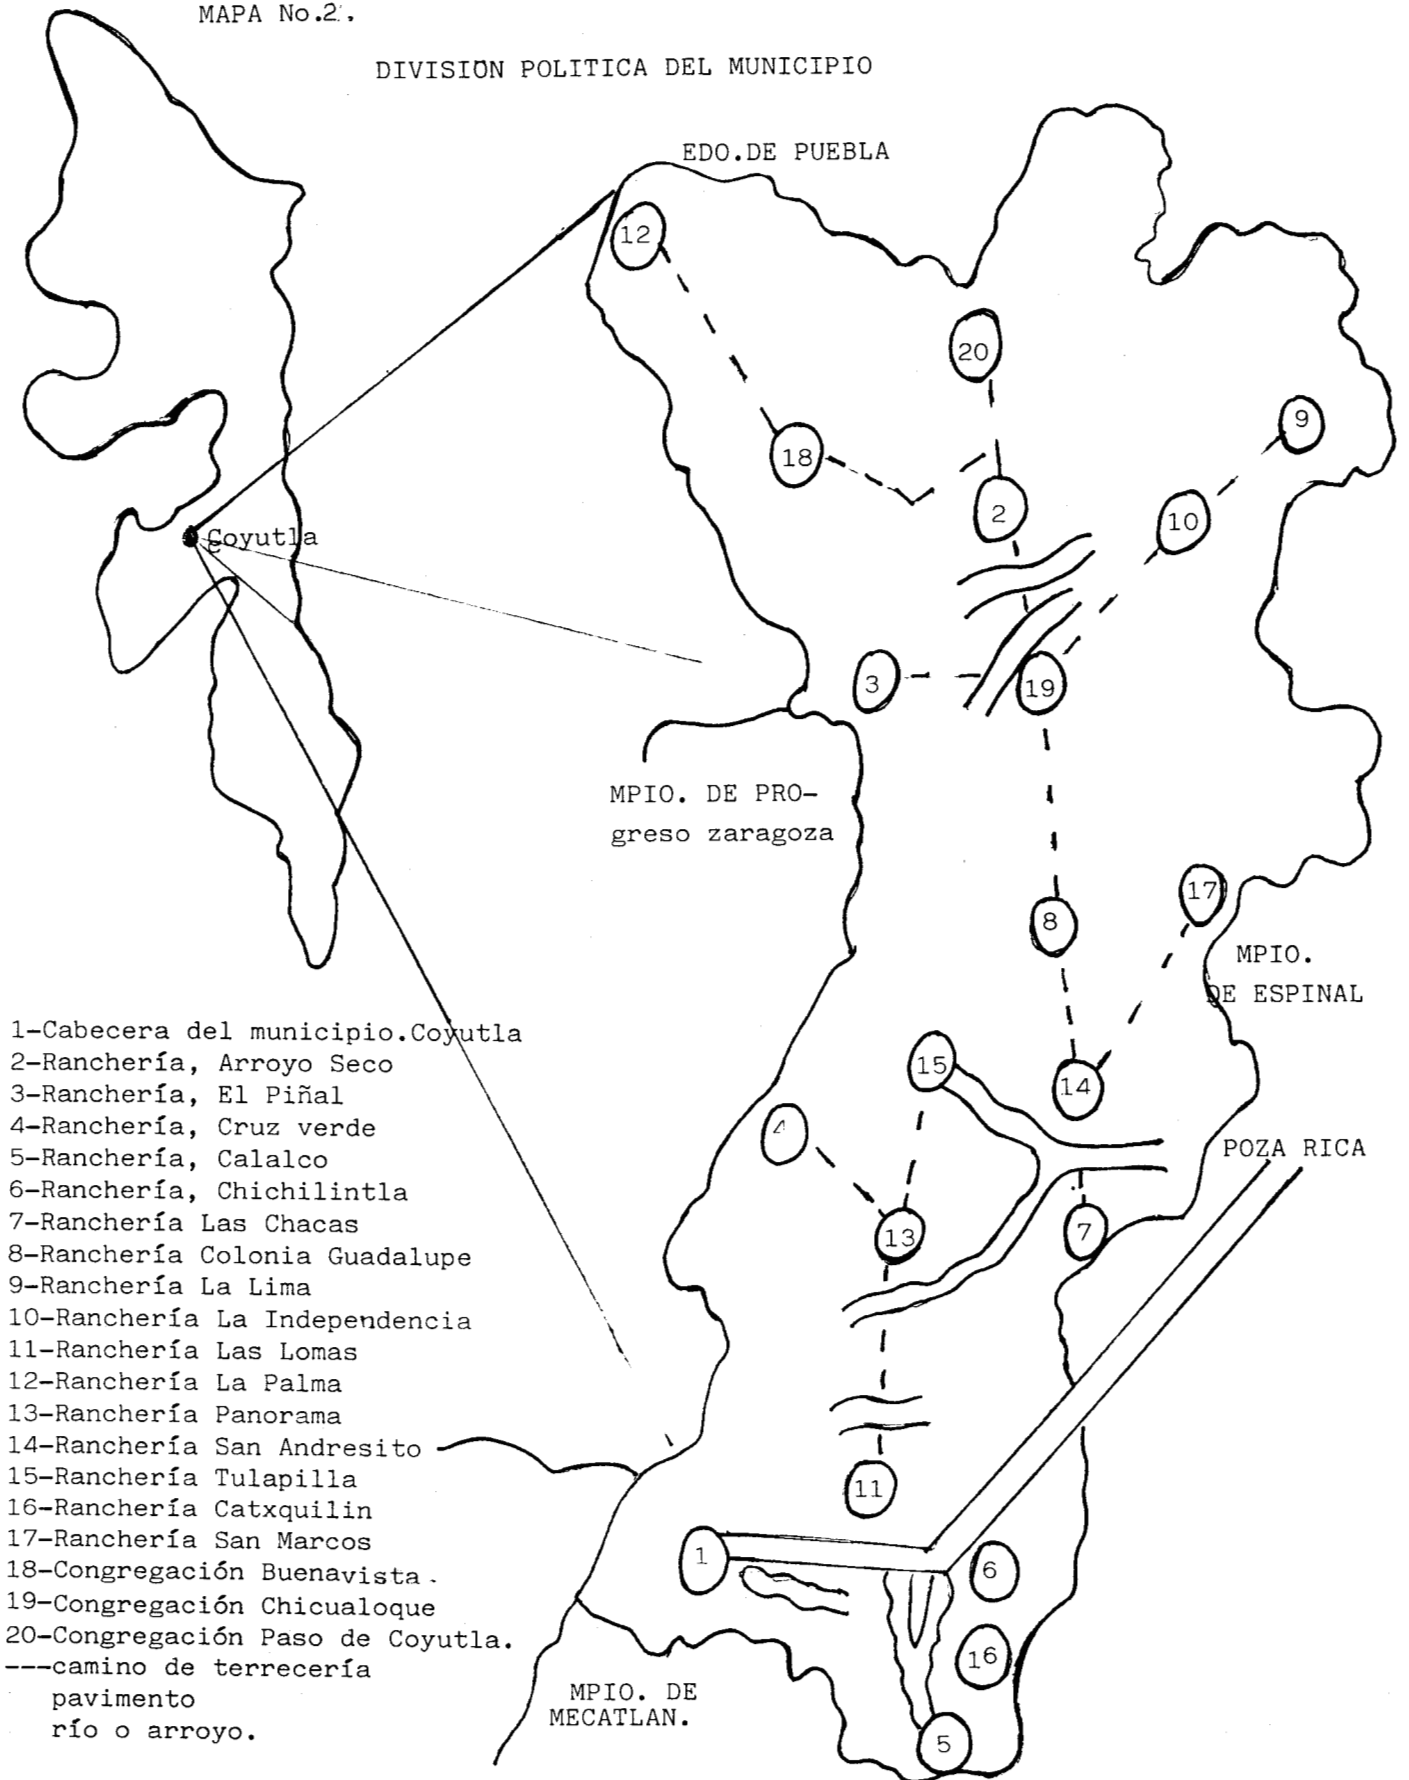 MAPA No.2.
DIVISION POLITICA DEL MUNICIPIO
EDO.DE PUEBLA
12
20
9
18
2
10
Coyutla
3
19
MPIO. DE PRO-
greso zaragoza
17
8
MPIO.
DE ESPINAL
15
14
4
POZA RICA
13
7
11
1
6
16
MPIO. DE
MECATLAN.
5
1-Cabecera del municipio.Coyutla
2-Ranchería, Arroyo Seco
3-Ranchería, El Piñal
4-Ranchería, Cruz verde
5-Ranchería, Calalco
6-Ranchería, Chichilintla
7-Ranchería Las Chacas
8-Ranchería Colonia Guadalupe
9-Ranchería La Lima
10-Ranchería La Independencia
11-Ranchería Las Lomas
12-Ranchería La Palma
13-Ranchería Panorama
14-Ranchería San Andresito
15-Ranchería Tulapilla
16-Ranchería Catxquilin
17-Ranchería San Marcos
18-Congregación Buenavista.
19-Congregación Chicualoque
20-Congregación Paso de Coyutla.
---camino de terrecería
pavimento
río o arroyo.